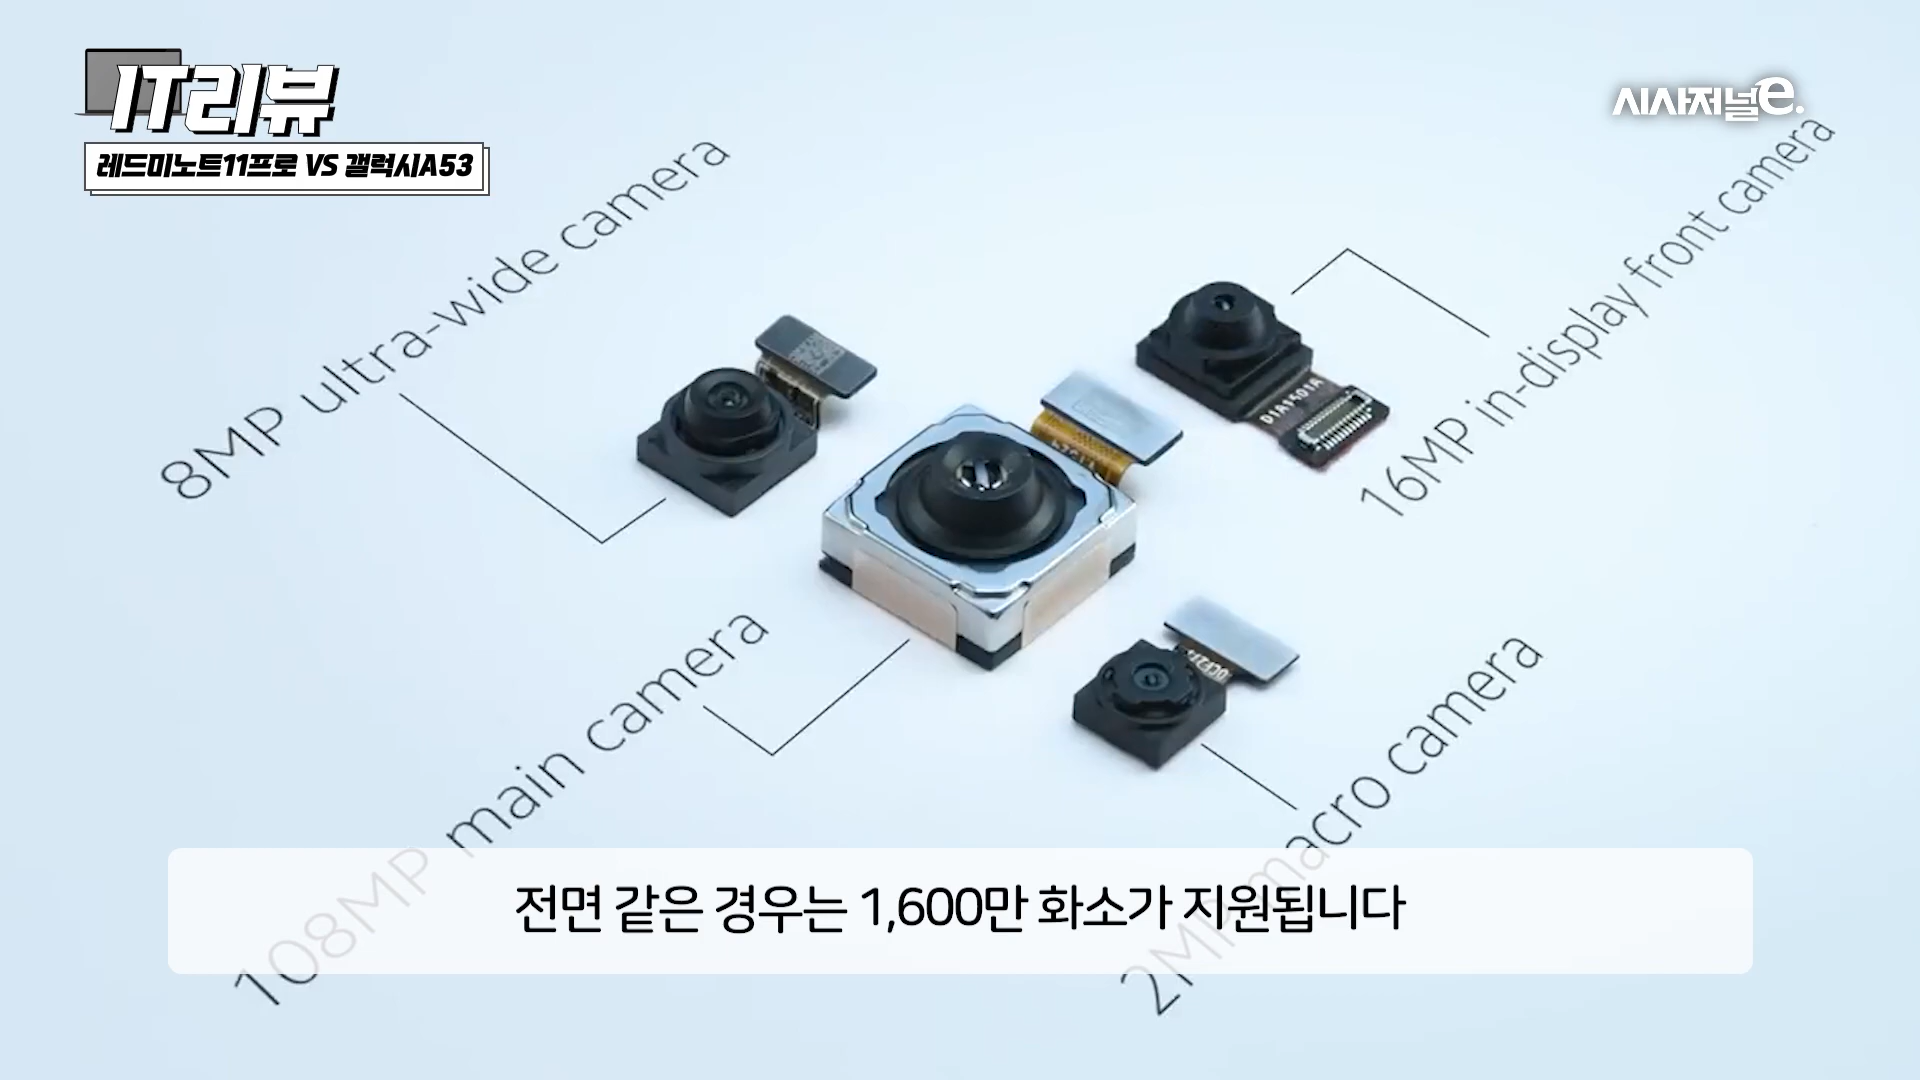 IT리뷰
레드미노트11프로 VS 갤럭시A53
시사저널e.
8MP ultra-wide camera
16MP in-display front camera
D1A1501A
108MP main camera
2MP macro camera
전면 같은 경우는 1,600만 화소가 지원됩니다